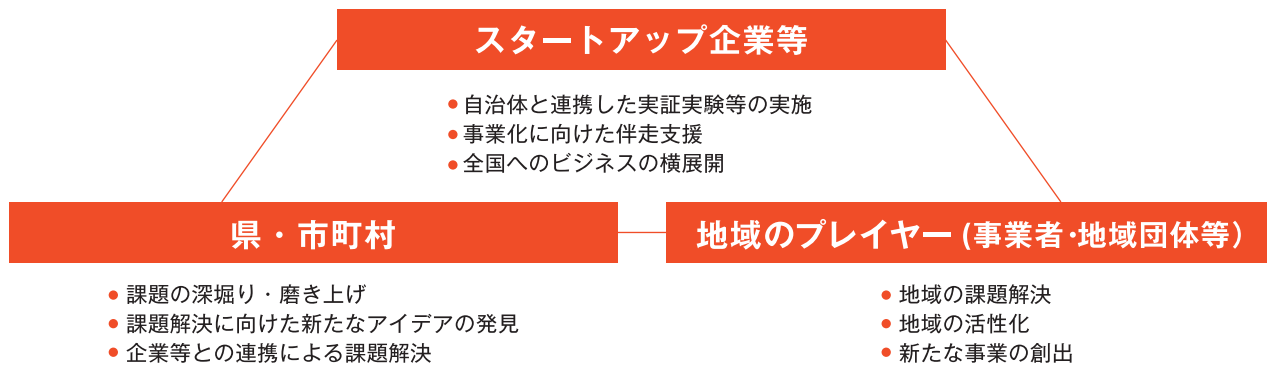 スタートアップ企業等
● 自治体と連携した実証実験等の実施
● 事業化に向けた伴走支援
● 全国へのビジネスの横展開
県・市町村
● 課題の深堀り・磨き上げ
● 課題解決に向けた新たなアイデアの発見
● 企業等との連携による課題解決
地域のプレイヤー(事業者・地域団体等)
● 地域の課題解決
● 地域の活性化
● 新たな事業の創出